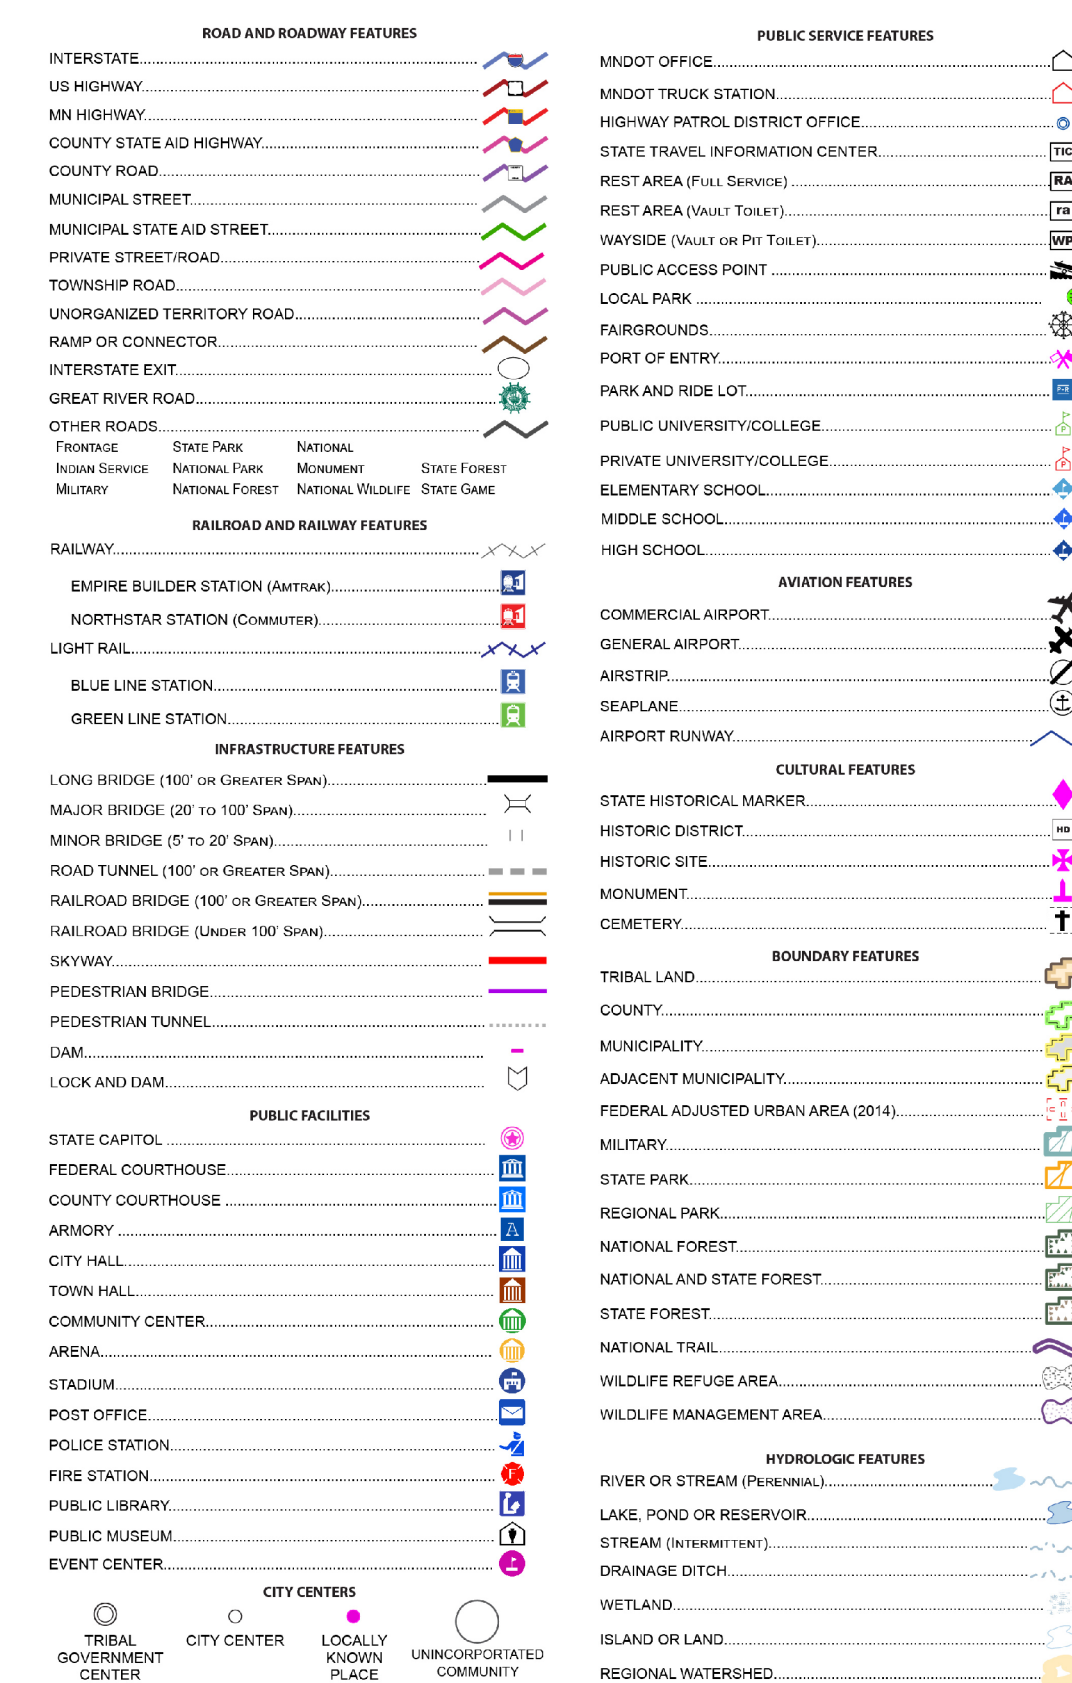 ROAD AND ROADWAY FEATURES
INTERSTATE
US HIGHWAY
MN HIGHWAY
COUNTY STATE AID HIGHWAY
COUNTY ROAD
MUNICIPAL STREET
MUNICIPAL STATE AID STREET
PRIVATE STREET/ROAD
TOWNSHIP ROAD
UNORGANIZED TERRITORY ROAD
RAMP OR CONNECTOR
INTERSTATE EXIT
GREAT RIVER ROAD
OTHER ROADS
FRONTAGE STATE PARK NATIONAL
INDIAN SERVICE NATIONAL PARK MONUMENT STATE FOREST
MILITARY NATIONAL FOREST NATIONAL WILDLIFE STATE GAME
RAILROAD AND RAILWAY FEATURES
RAILWAY
EMPIRE BUILDER STATION (AMTRAK)
NORTHSTAR STATION (COMMUTER)
LIGHT RAIL
BLUE LINE STATION
GREEN LINE STATION
INFRASTRUCTURE FEATURES
LONG BRIDGE (100' OR GREATER SPAN)
MAJOR BRIDGE (20' TO 100' SPAN)
MINOR BRIDGE (5' TO 20' SPAN)
ROAD TUNNEL (100' OR GREATER SPAN)
RAILROAD BRIDGE (100' OR GREATER SPAN)
RAILROAD BRIDGE (UNDER 100' SPAN)
SKYWAY
PEDESTRIAN BRIDGE
PEDESTRIAN TUNNEL
DAM
LOCK AND DAM
PUBLIC FACILITIES
STATE CAPITOL
FEDERAL COURTHOUSE
COUNTY COURTHOUSE
ARMORY A
CITY HALL
TOWN HALL
COMMUNITY CENTER
ARENA
STADIUM
POST OFFICE
POLICE STATION
FIRE STATION F
PUBLIC LIBRARY
PUBLIC MUSEUM
EVENT CENTER
CITY CENTERS
TRIBAL GOVERNMENT CENTER
CITY CENTER
LOCALLY KNOWN PLACE
UNINCORPORTATED COMMUNITY
PUBLIC SERVICE FEATURES
MNDOT OFFICE
MNDOT TRUCK STATION
HIGHWAY PATROL DISTRICT OFFICE
STATE TRAVEL INFORMATION CENTER TIC
REST AREA (FULL SERVICE) RA
REST AREA (VAULT TOILET) ra
WAYSIDE (VAULT OR PIT TOILET) WP
PUBLIC ACCESS POINT
LOCAL PARK
FAIRGROUNDS
PORT OF ENTRY
PARK AND RIDE LOT
PUBLIC UNIVERSITY/COLLEGE P
PRIVATE UNIVERSITY/COLLEGE P
ELEMENTARY SCHOOL
MIDDLE SCHOOL
HIGH SCHOOL
AVIATION FEATURES
COMMERCIAL AIRPORT
GENERAL AIRPORT
AIRSTRIP
SEAPLANE
AIRPORT RUNWAY
CULTURAL FEATURES
STATE HISTORICAL MARKER
HISTORIC DISTRICT HD
HISTORIC SITE
MONUMENT
CEMETERY
BOUNDARY FEATURES
TRIBAL LAND
COUNTY
MUNICIPALITY
ADJACENT MUNICIPALITY
FEDERAL ADJUSTED URBAN AREA (2014)
MILITARY
STATE PARK
REGIONAL PARK
NATIONAL FOREST
NATIONAL AND STATE FOREST
STATE FOREST
NATIONAL TRAIL
WILDLIFE REFUGE AREA
WILDLIFE MANAGEMENT AREA
HYDROLOGIC FEATURES
RIVER OR STREAM (PERENNIAL)
LAKE, POND OR RESERVOIR
STREAM (INTERMITTENT)
DRAINAGE DITCH
WETLAND
ISLAND OR LAND
REGIONAL WATERSHED